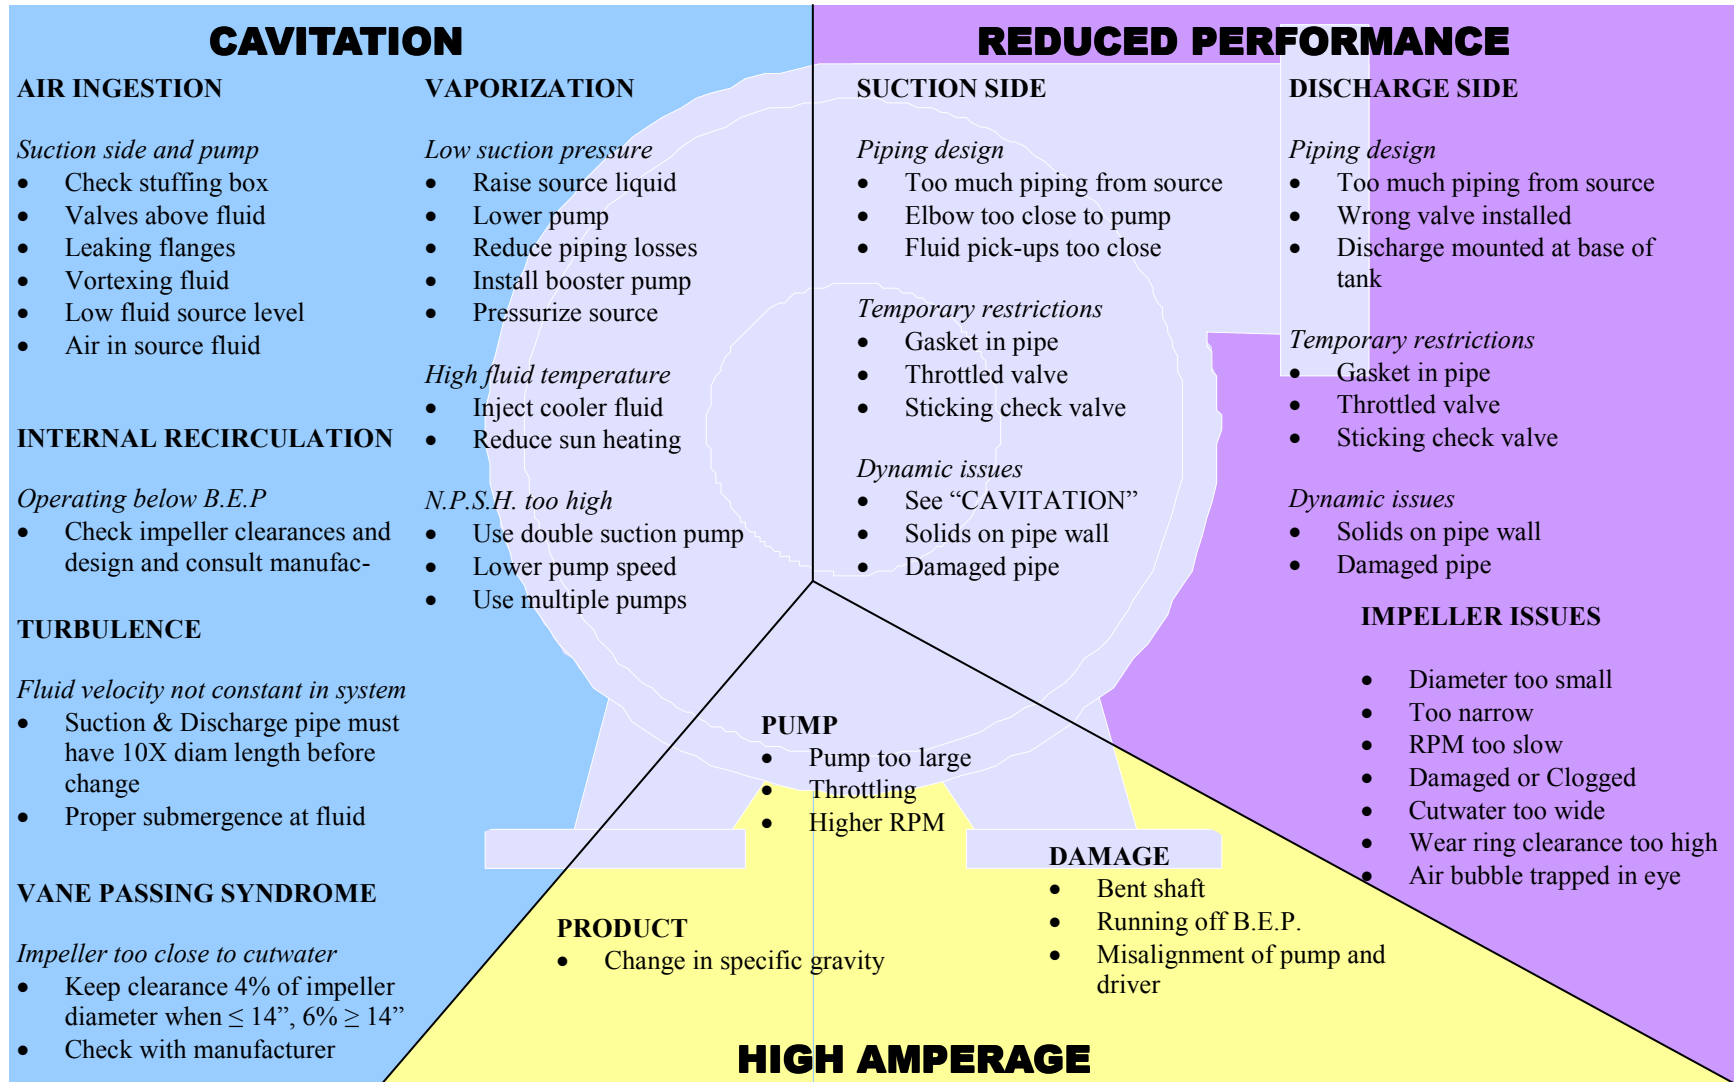 CAVITATION
AIR INGESTION
Suction side and pump
• Check stuffing box
• Valves above fluid
• Leaking flanges
• Vortexing fluid
• Low fluid source level
• Air in source fluid
INTERNAL RECIRCULATION
Operating below B.E.P
• Check impeller clearances and
design and consult manufac-
TURBULENCE
Fluid velocity not constant in system
• Suction & Discharge pipe must
have 10X diam length before
change
• Proper submergence at fluid
VANE PASSING SYNDROME
Impeller too close to cutwater
• Keep clearance 4% of impeller
diameter when ≤ 14”, 6% ≥ 14”
• Check with manufacturer
VAPORIZATION
Low suction pressure
• Raise source liquid
• Lower pump
• Reduce piping losses
• Install booster pump
• Pressurize source
High fluid temperature
• Inject cooler fluid
• Reduce sun heating
N.P.S.H. too high
• Use double suction pump
• Lower pump speed
• Use multiple pumps
REDUCED PERFORMANCE
SUCTION SIDE
Piping design
• Too much piping from source
• Elbow too close to pump
• Fluid pick-ups too close
Temporary restrictions
• Gasket in pipe
• Throttled valve
• Sticking check valve
Dynamic issues
• See “CAVITATION”
• Solids on pipe wall
• Damaged pipe
DISCHARGE SIDE
Piping design
• Too much piping from source
• Wrong valve installed
• Discharge mounted at base of
tank
Temporary restrictions
• Gasket in pipe
• Throttled valve
• Sticking check valve
Dynamic issues
• Solids on pipe wall
• Damaged pipe
IMPELLER ISSUES
• Diameter too small
• Too narrow
• RPM too slow
• Damaged or Clogged
• Cutwater too wide
• Wear ring clearance too high
• Air bubble trapped in eye
PUMP
• Pump too large
• Throttling
• Higher RPM
PRODUCT
• Change in specific gravity
DAMAGE
• Bent shaft
• Running off B.E.P.
• Misalignment of pump and
driver
HIGH AMPERAGE